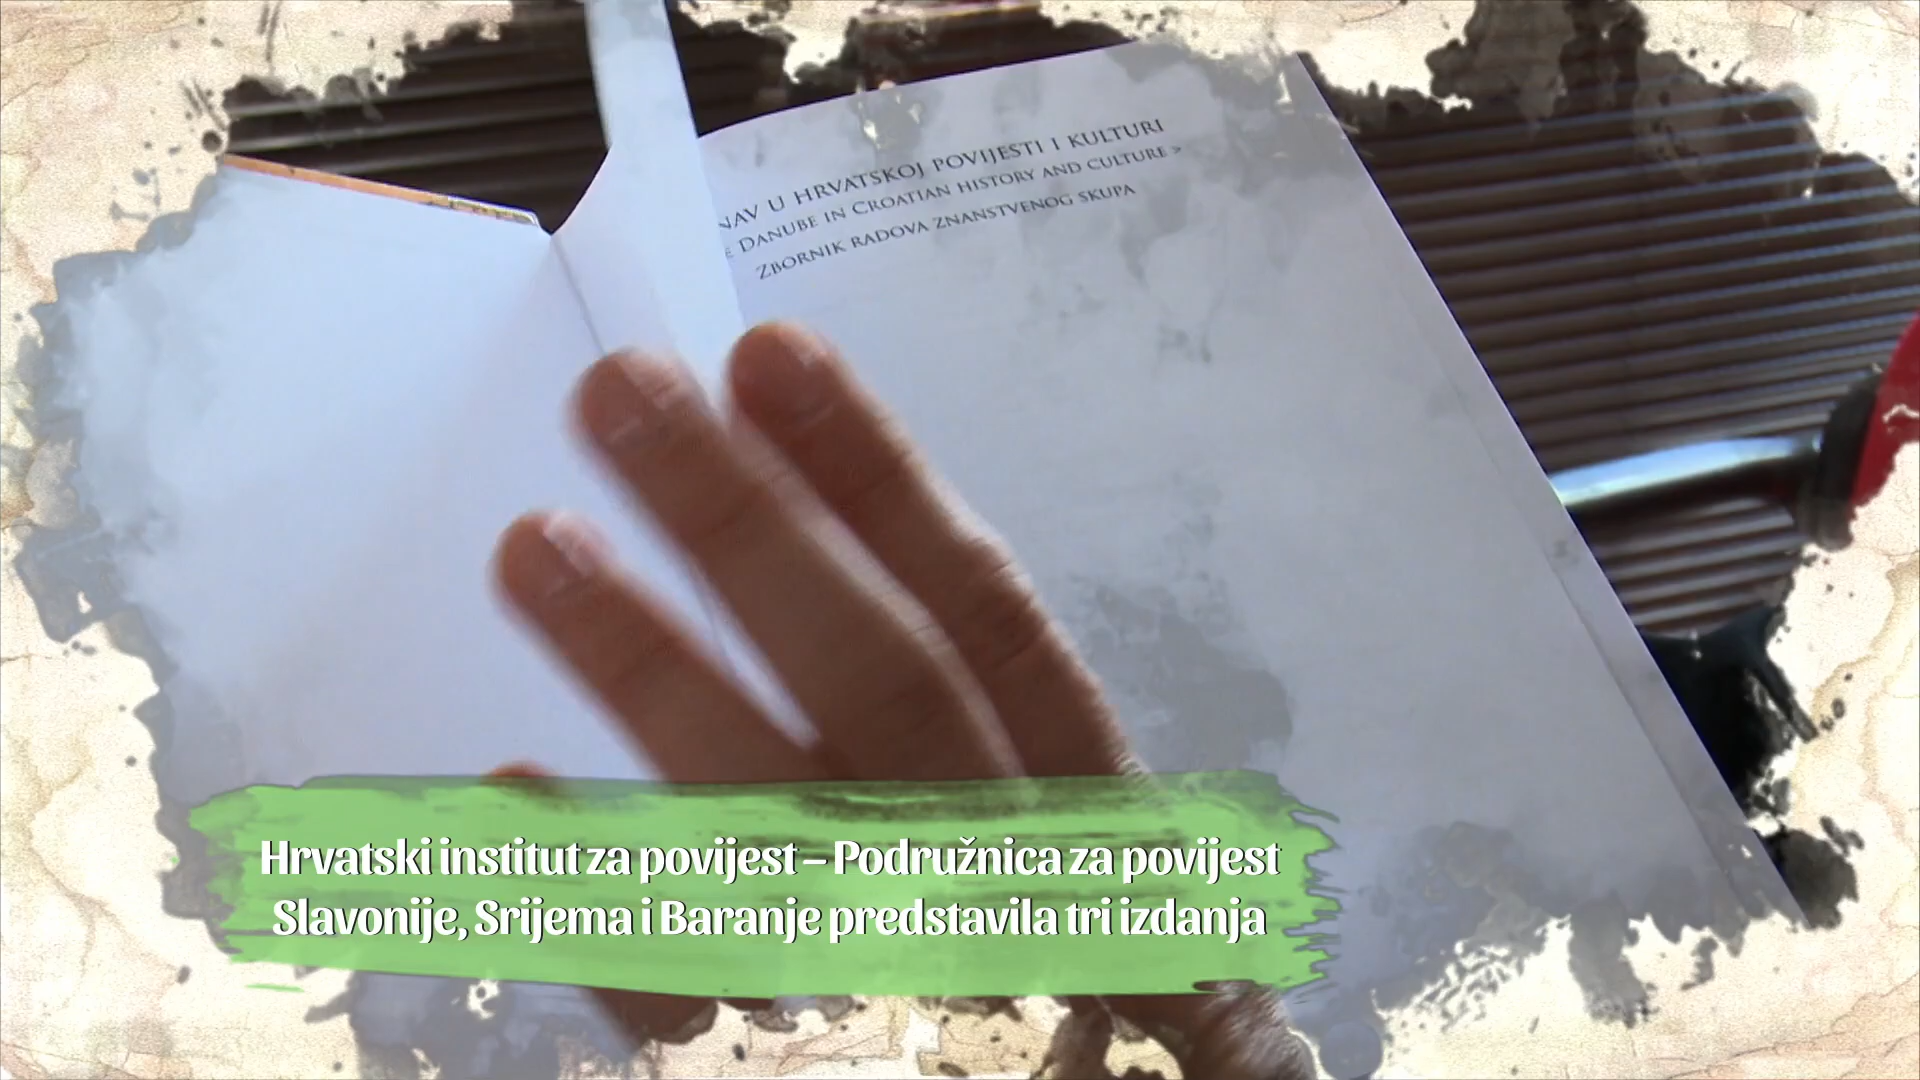 U HRVATSKOJ POVIJESTI I KULTURI
DANUBE IN CROATIAN HISTORY AND CULTURE >
ZBORNIK RADOVA ZNANSTVENOG SKUPA
Hrvatski institut za povijest – Podružnica za povijest
Slavonije, Srijema i Baranje predstavila tri izdanja